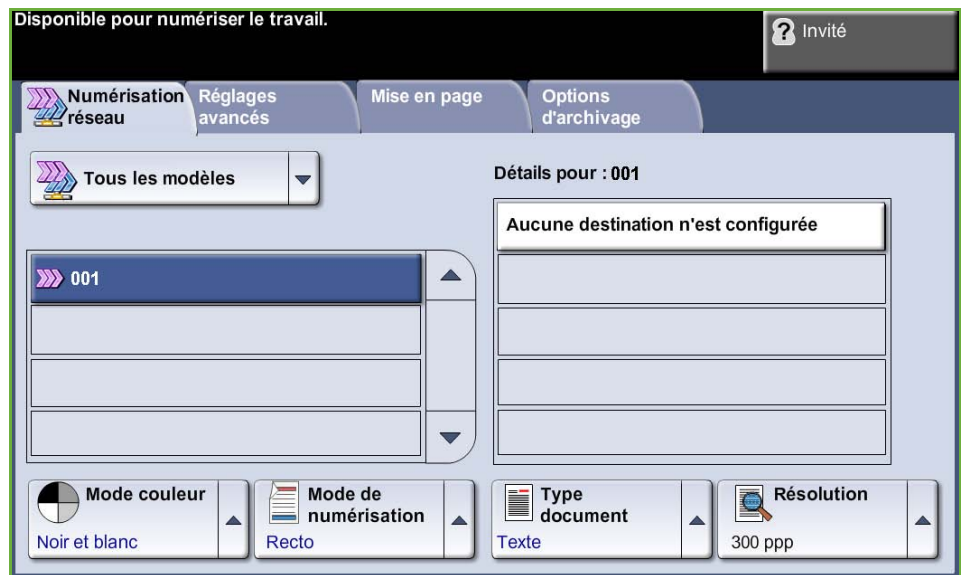 Disponible pour numériser le travail.
Invité
Numérisation
réseau
Réglages
avancés
Mise en page
Options
d'archivage
Tous les modèles
Détails pour : 001
Aucune destination n'est configurée
001
Mode couleur
Noir et blanc
Mode de
numérisation
Recto
Type
document
Texte
Résolution
300 ppp